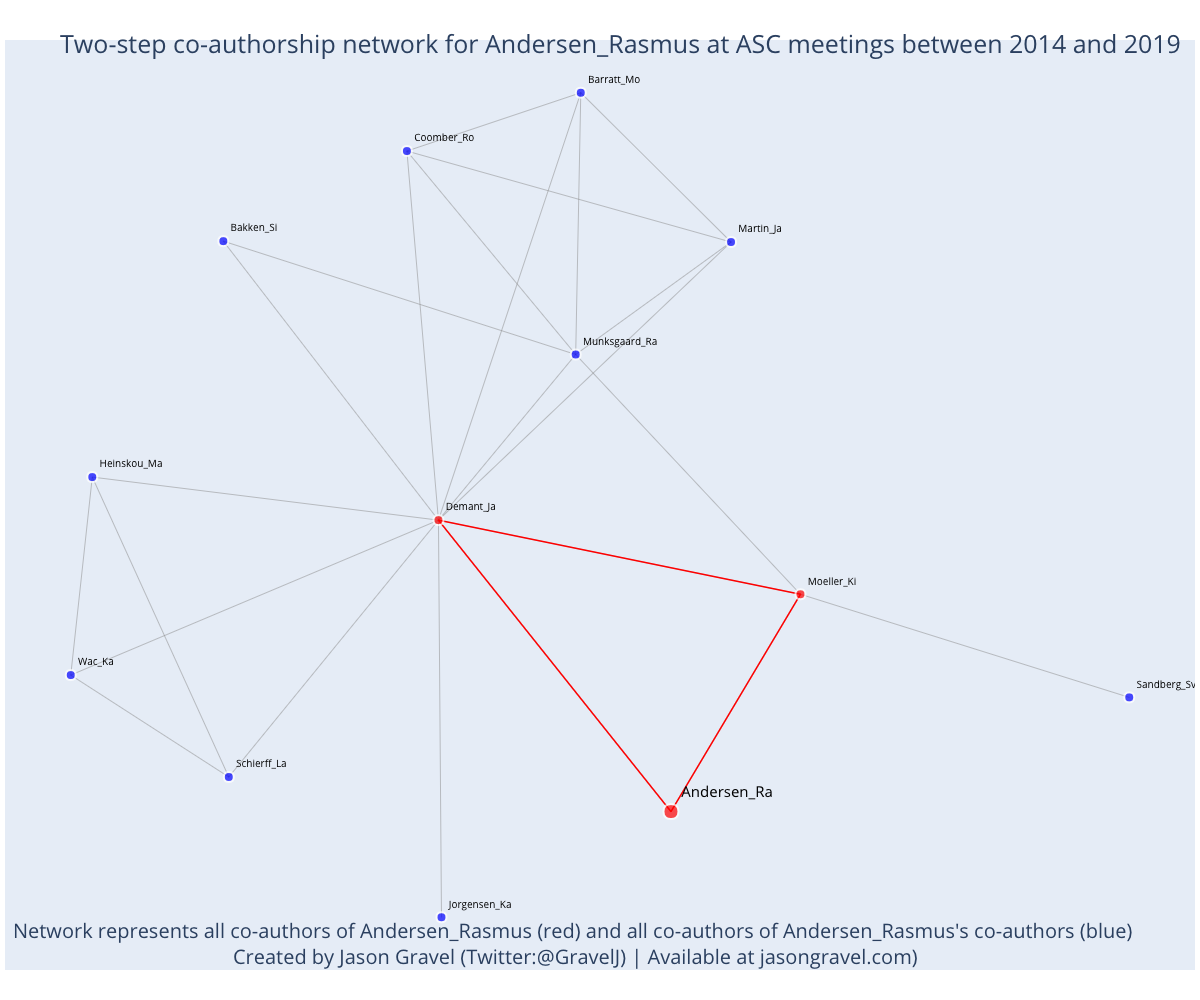 Two-step co-authorship network for Andersen_Rasmus at ASC meetings between 2014 and 2019
Barratt_Mo
Coomber_Ro
Bakken_Si
Martin_Ja
Munksgaard_Ra
Heinskou_Ma
Demant_Ja
Moeller_Ki
Wac_Ka
Sandberg_Sv
Schierff_La
Andersen_Ra
Jorgensen_Ka
Network represents all co-authors of Andersen_Rasmus (red) and all co-authors of Andersen_Rasmus's co-authors (blue)
Created by Jason Gravel (Twitter:@GravelJ) | Available at jasongravel.com)